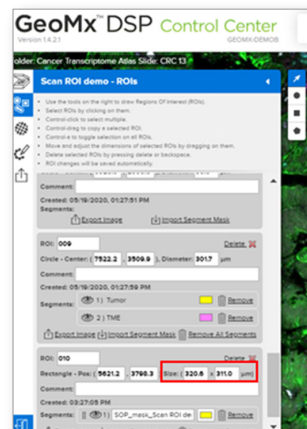 GeoMx™ DSP Control Center
Version 1.4.2.1
GEOMX-DEMOB
older: Cancer Transcriptome Atlas Slide: CRC 13
Scan ROI demo - ROIs
• Use the tools on the right to draw Regions Of Interest (ROIs).
• Select ROIs by clicking on them.
• Control-click to select multiple.
• Control-drag to copy a selected ROI.
• Control-a to toggle selection on all ROIs.
• Move and adjust the dimensions of selected ROIs by dragging on them.
• Delete selected ROIs by pressing delete or backspace.
• ROI changes will be saved automatically.
Comment:
Created: 05/19/2020, 01:27:51 PM
Segments:
Export Image Import Segment Mask
ROI: 009 Delete
Circle - Center: ( 7522.2 , 3509.9 ), Diameter: 301.7 µm
Comment:
Created: 05/19/2020, 01:27:59 PM
Segments: 1) Tumor Remove
2) TME Remove
Export Image Import Segment Mask Remove All Segments
ROI: 010 Delete
Rectangle - Pos: ( 5621.2 , 3798.3 Size: ( 320.6 x 311.0 µm)
Comment:
Created: 03:27:05 PM
Segments: 1) SOP_mask_Scan ROI de Remove